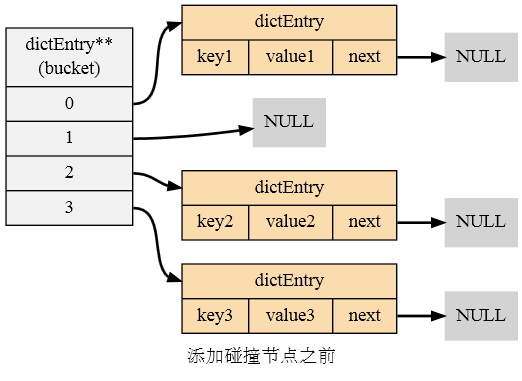 dictEntry**
(bucket)
0
1
2
3
dictEntry
key1 value1 next
NULL
NULL
dictEntry
key2 value2 next
NULL
dictEntry
key3 value3 next
NULL
添加碰撞节点之前